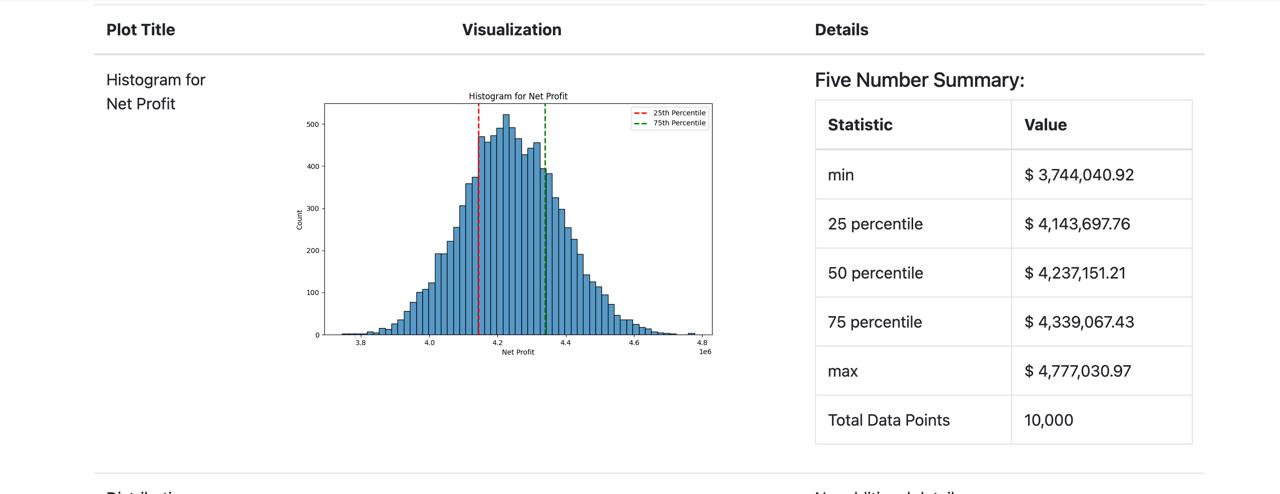 Plot Title Visualization Details
Histogram for
Net Profit
Histogram for Net Profit
25th Percentile
75th Percentile
500
400
300
200
100
0
Count
3.8 4.0 4.2 4.4 4.6 4.8
1e6
Net Profit
Five Number Summary:
Statistic Value
min $ 3,744,040.92
25 percentile $ 4,143,697.76
50 percentile $ 4,237,151.21
75 percentile $ 4,339,067.43
max $ 4,777,030.97
Total Data Points 10,000